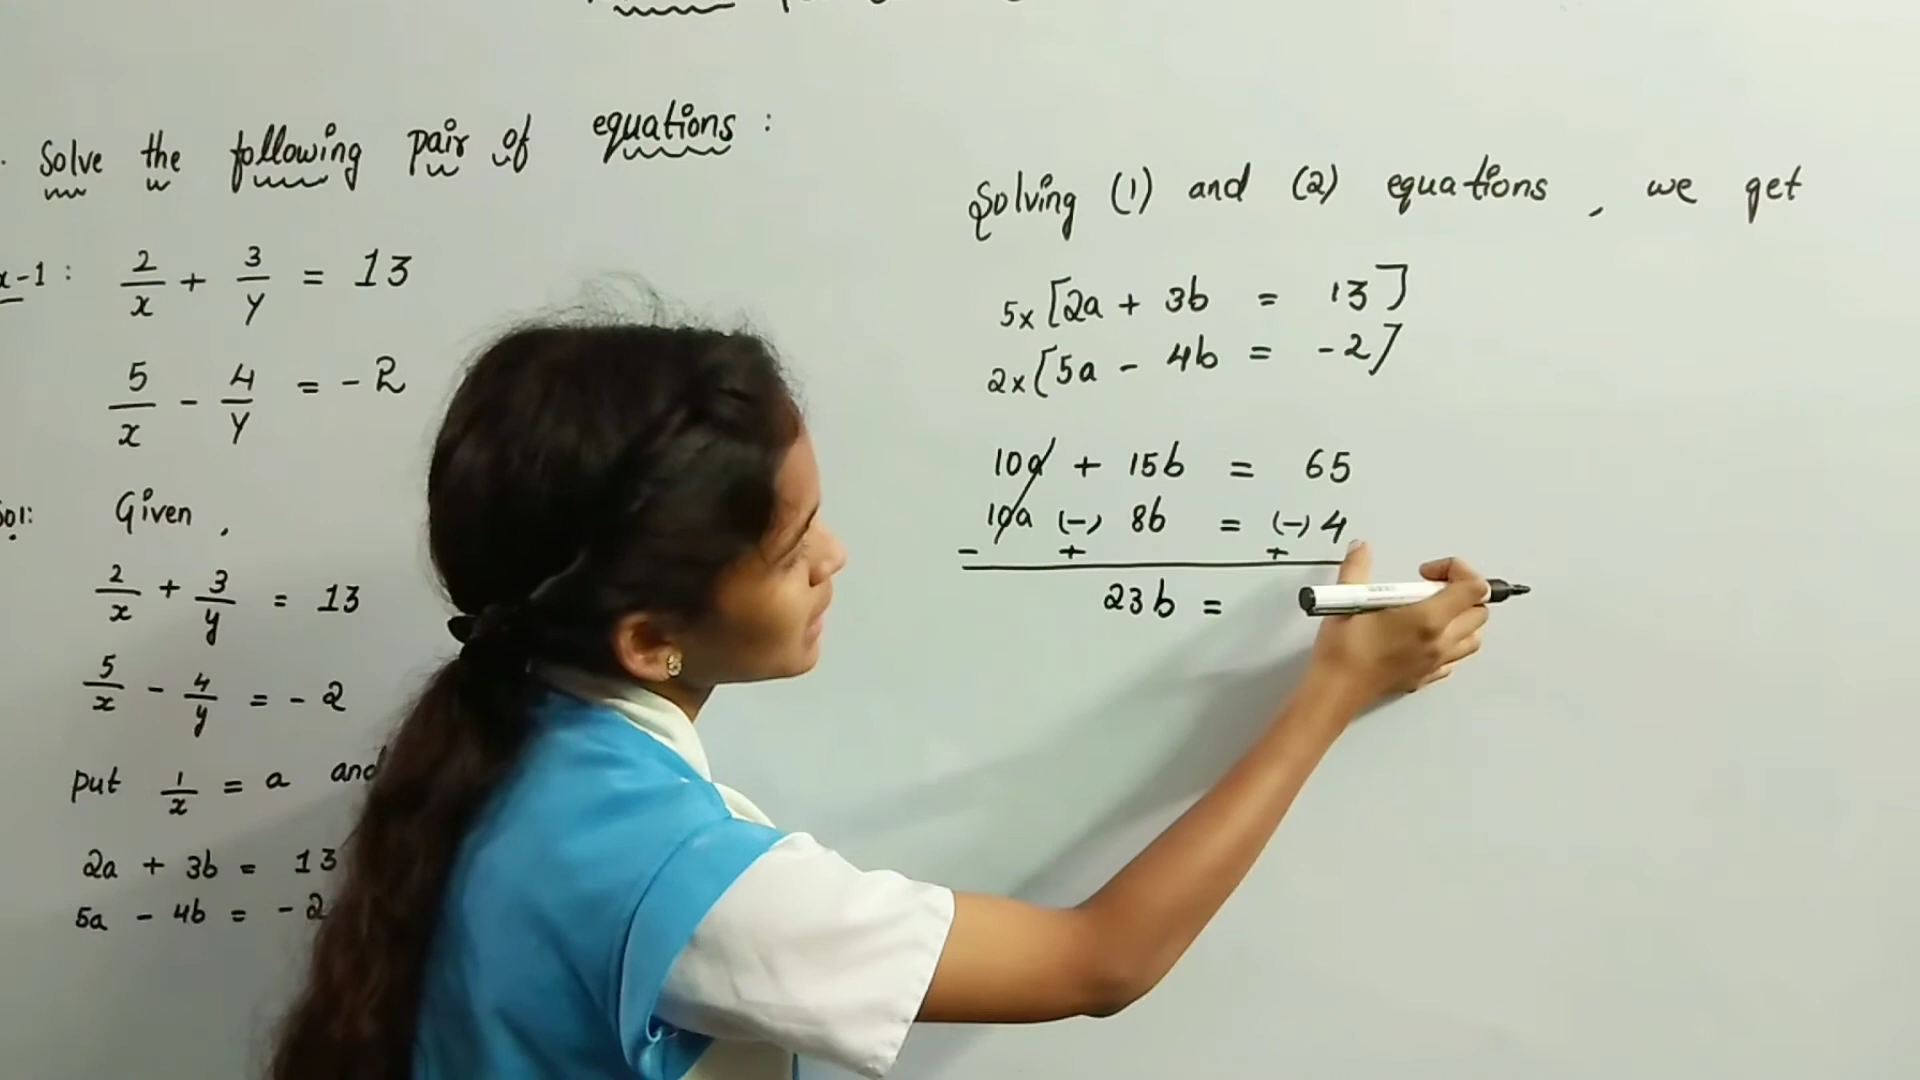 Solve the following pair of equations :
x-1 : 2/x + 3/y = 13
5/x - 4/y = -2
Sol: Given ,
2/x + 3/y = 13
5/x - 4/y = - 2
put 1/x = a and
2a + 3b = 13
5a - 4b = - 2
Solving (1) and (2) equations , we get
5x [2a + 3b = 13]
2x [5a - 4b = -2]
10a + 15b = 65
10a (-) 8b = (-) 4
- + +
23b =